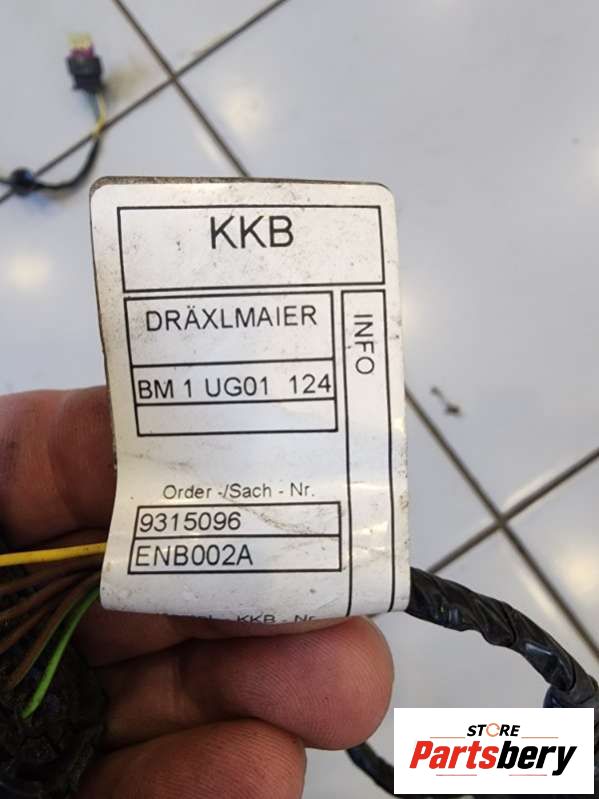 KKB
DRÄXLMAIER
INFO
BM 1 UG01 124
Order -/Sach - Nr.
9315096
ENB002A
KKB - Nr
STORE
Partsbery